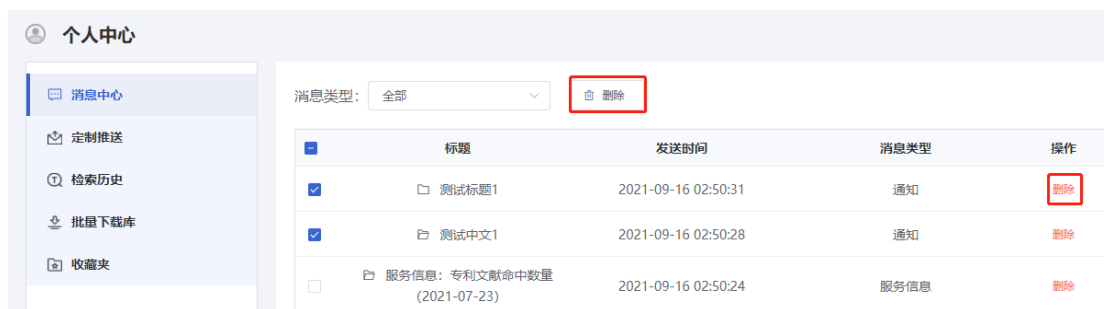 个人中心
消息中心
定制推送
检索历史
批量下载库
收藏夹
消息类型： 全部 删除
标题 发送时间 消息类型 操作
测试标题1 2021-09-16 02:50:31 通知 删除
测试中文1 2021-09-16 02:50:28 通知 删除
服务信息：专利文献命中数量
(2021-07-23) 2021-09-16 02:50:24 服务信息 删除